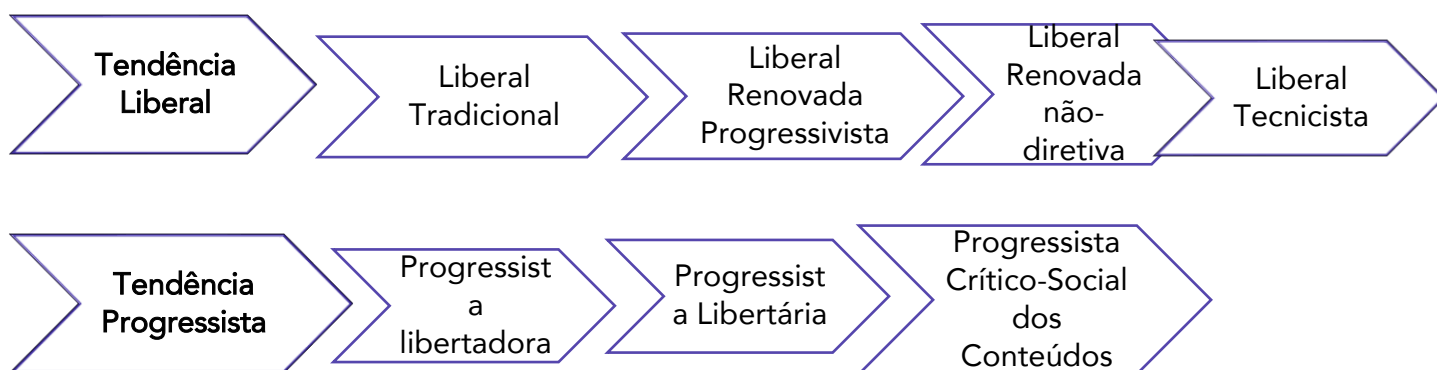 Tendência
Liberal
Liberal
Tradicional
Liberal
Renovada
Progressivista
Liberal
Renovada
não-
diretiva
Liberal
Tecnicista
Tendência
Progressista
Progressist
a
libertadora
Progressist
a Libertária
Progressista
Crítico-Social
dos
Conteúdos